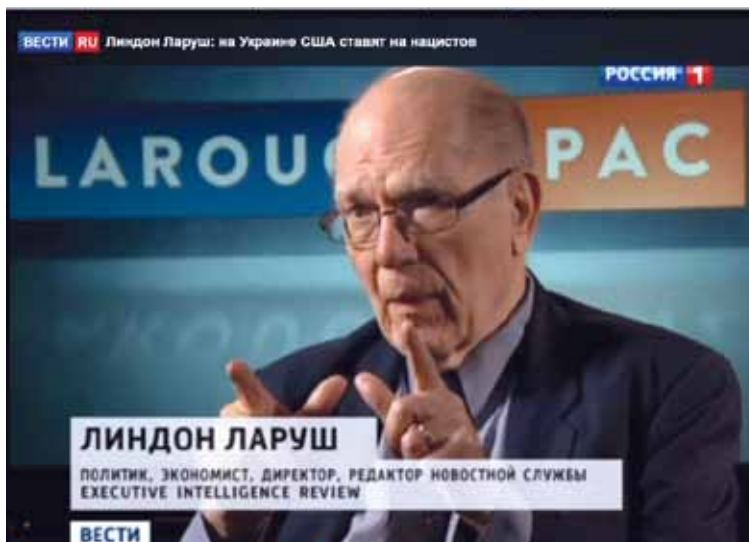 ВЕСТИ RU Линдон Ларуш: на Украине США ставят на нацистов
РОССИЯ 1
LAROUC PAC
ЛИНДОН ЛАРУШ
ПОЛИТИК, ЭКОНОМИСТ, ДИРЕКТОР, РЕДАКТОР НОВОСТНОЙ СЛУЖБЫ
EXECUTIVE INTELLIGENCE REVIEW
ВЕСТИ